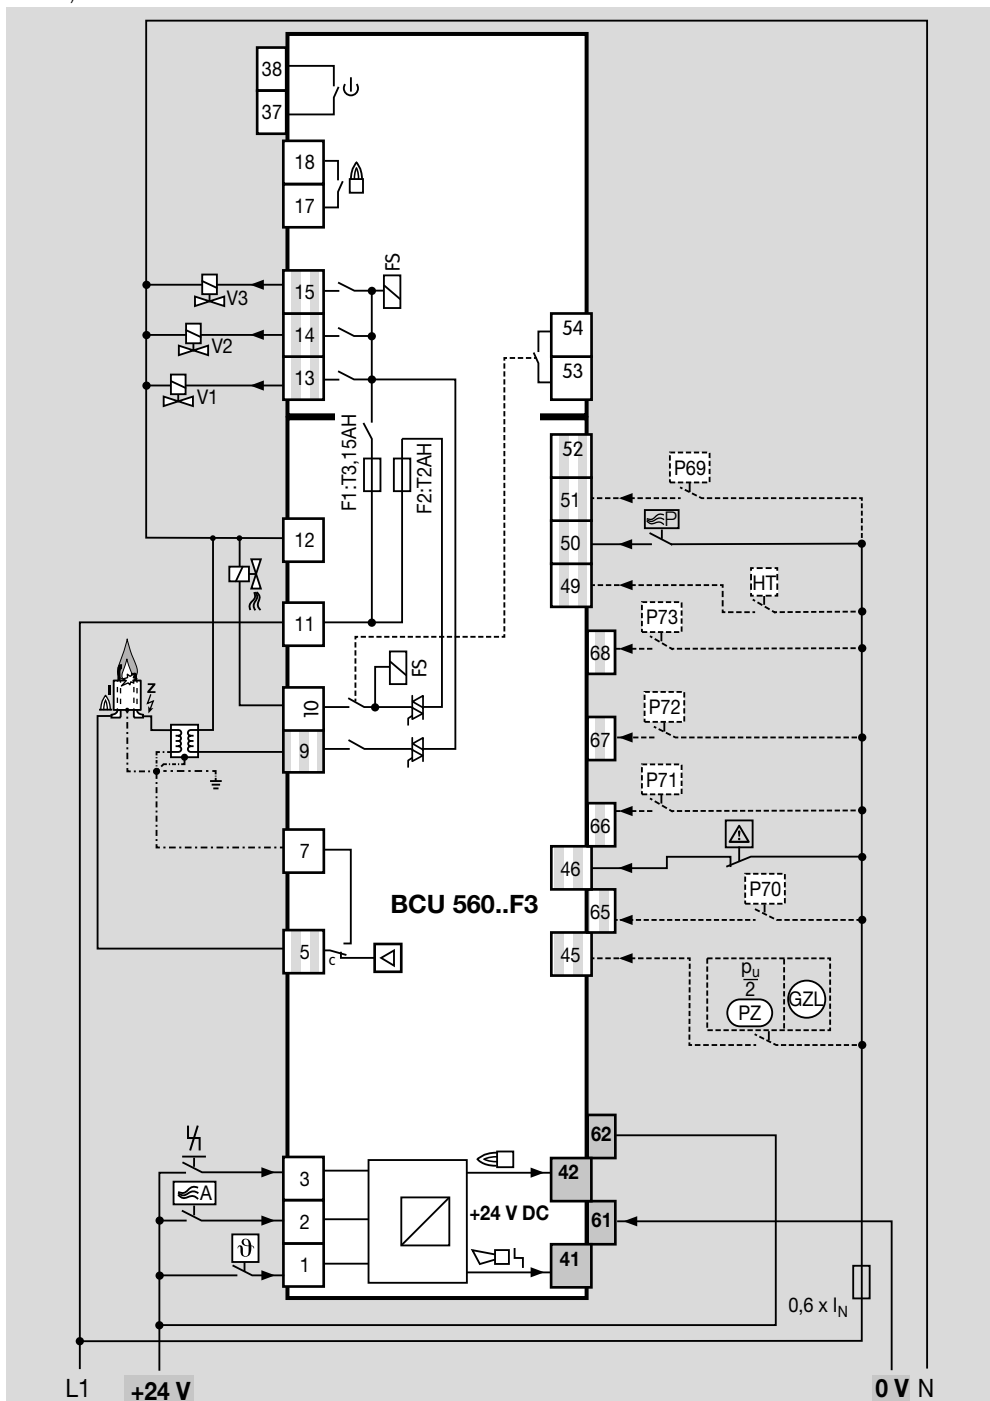 38
37
18
17
FS
15
V3
14
V2
13
V1
54
53
F1:T3,15AH
F2:T2AH
52
P69
51
P
50
12
49
HT
11
P73
68
FS
I
Z
10
P72
67
9
P71
66
7
46
BCU 560..F3
P70
65
5
c
45
pu
2
PZ
GZL
62
3
42
A
2
+24 V DC
61
ϑ
1
41
0,6 x IN
L1
+24 V
0 V
N